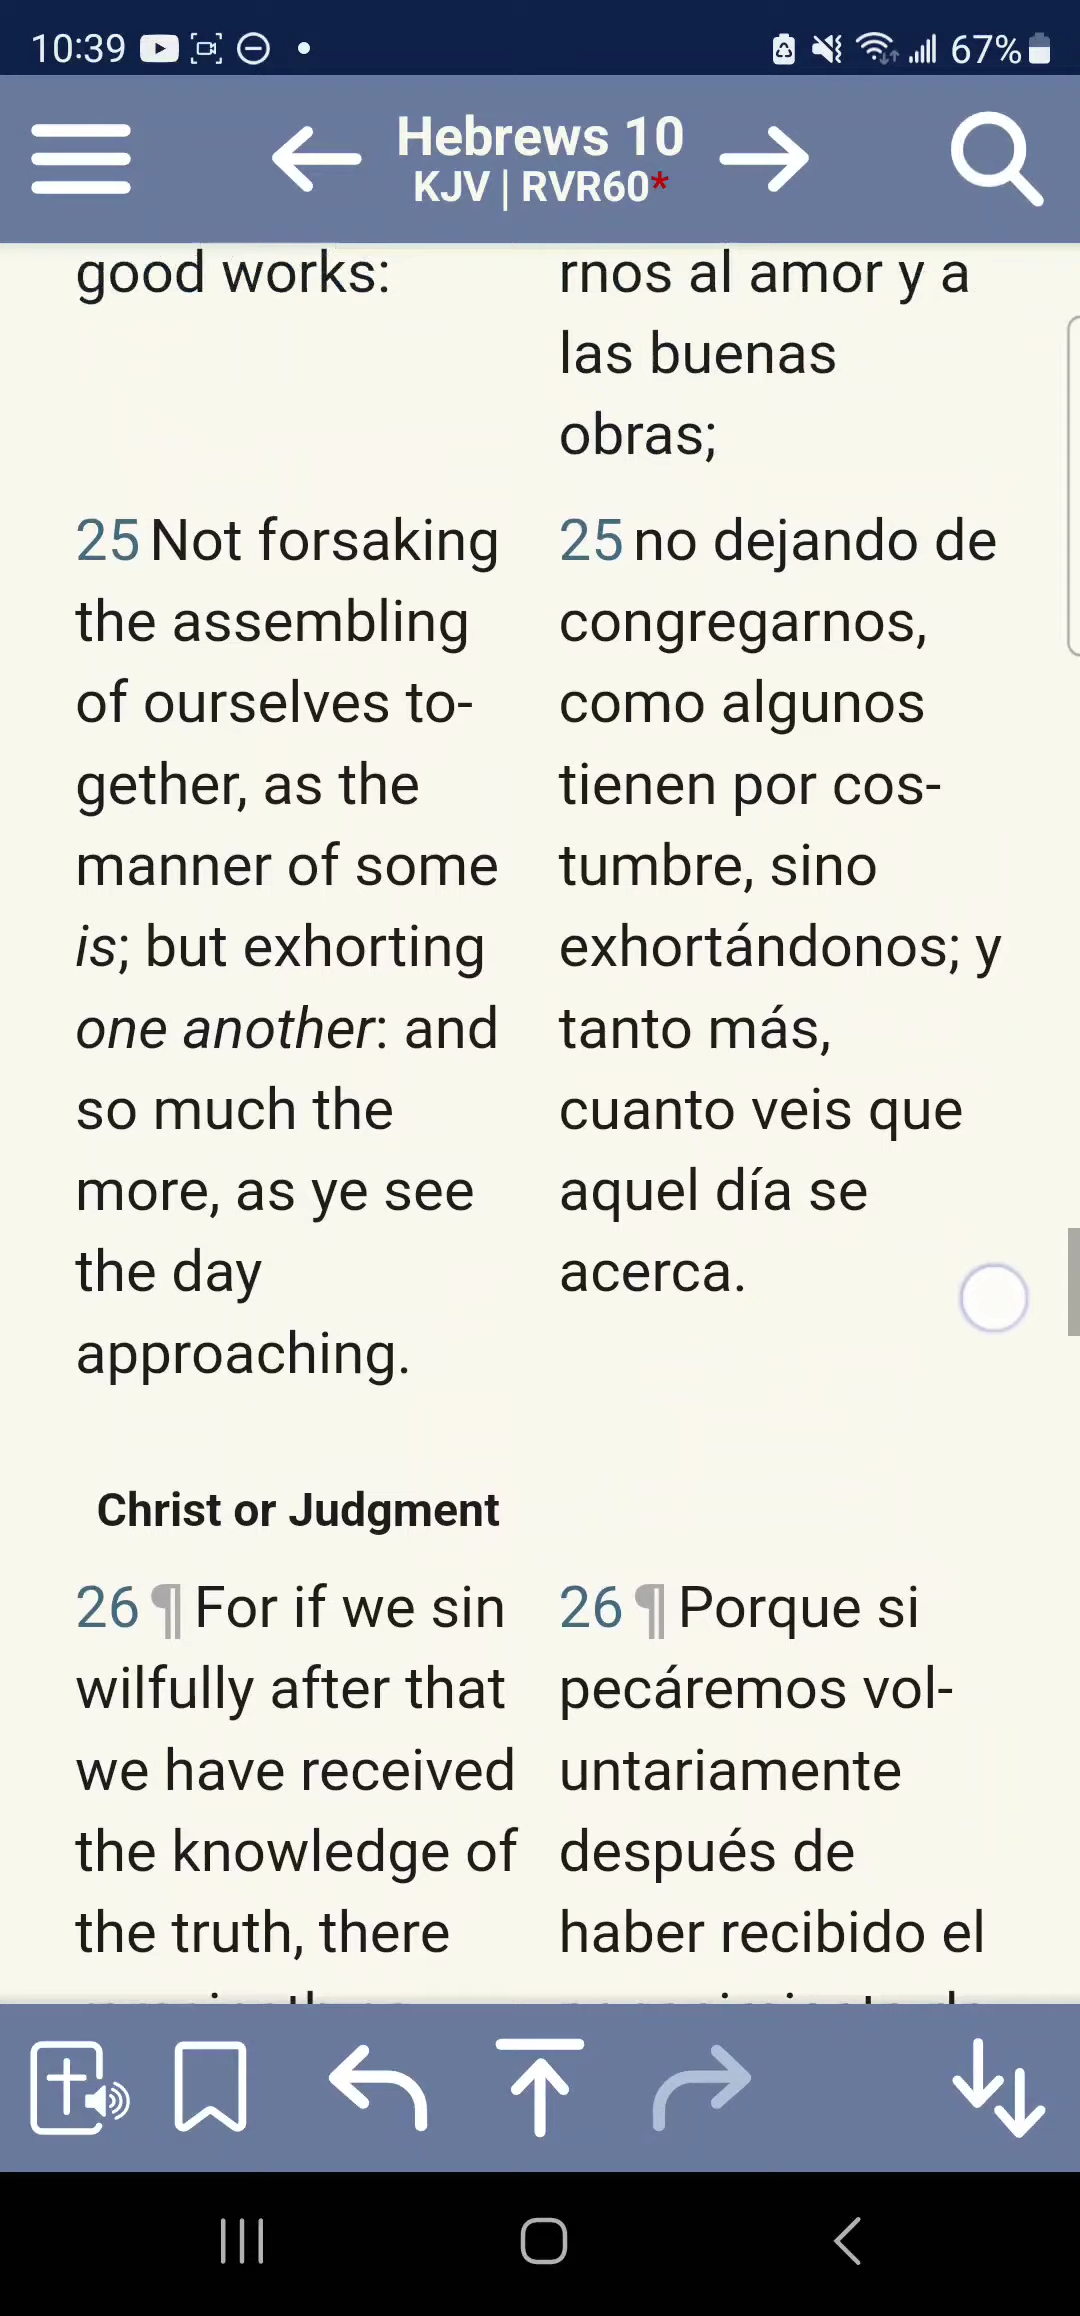 10:39
67%
Hebrews 10
KJV | RVR60*
good works:
rnos al amor y a
las buenas
obras;
25 Not forsaking
the assembling
of ourselves to-
gether, as the
manner of some
is; but exhorting
one another: and
so much the
more, as ye see
the day
approaching.
25 no dejando de
congregarnos,
como algunos
tienen por cos-
tumbre, sino
exhortándonos; y
tanto más,
cuanto veis que
aquel día se
acerca.
Christ or Judgment
26 ¶ For if we sin
wilfully after that
we have received
the knowledge of
the truth, there
26 ¶ Porque si
pecáremos vol-
untariamente
después de
haber recibido el